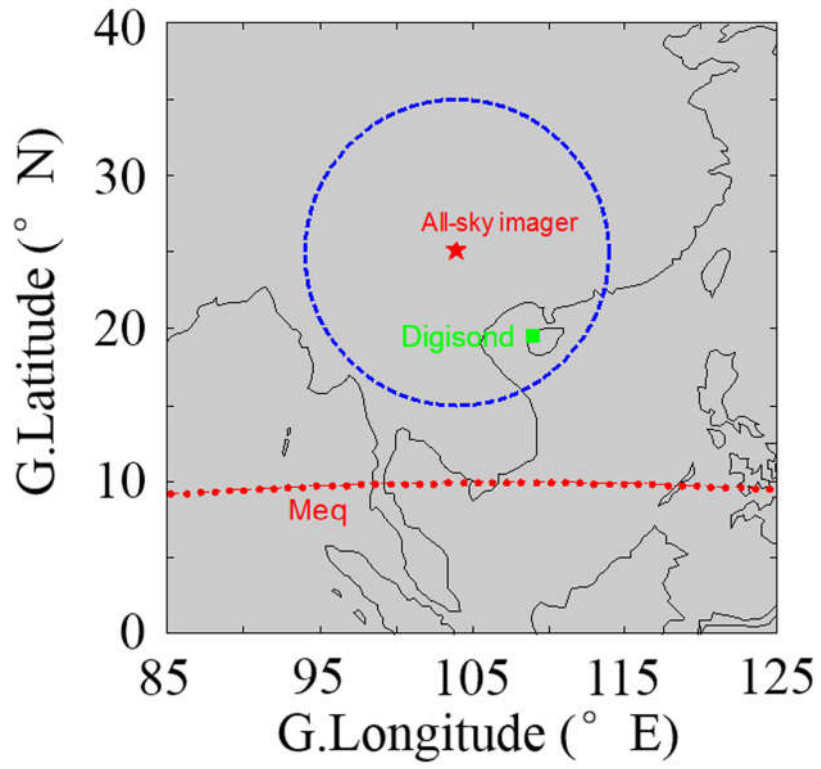 40
30
20
10
0
G.Latitude (° N)
All-sky imager
Digisond
Meq
85 95 105 115 125
G.Longitude (° E)